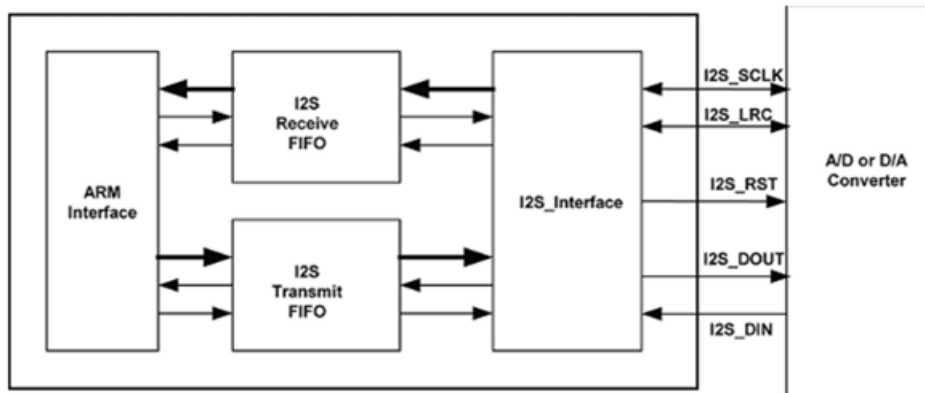 ARM
Interface
I2S
Receive
FIFO
I2S
Transmit
FIFO
I2S_Interface
I2S_SCLK
I2S_LRC
I2S_RST
I2S_DOUT
I2S_DIN
A/D or D/A
Converter